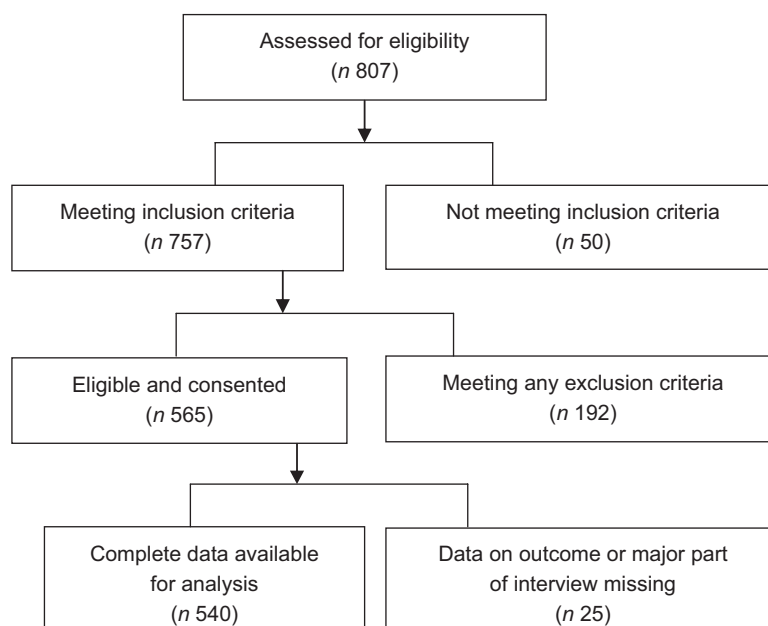 Assessed for eligibility
(n 807)
Meeting inclusion criteria
(n 757)
Not meeting inclusion criteria
(n 50)
Eligible and consented
(n 565)
Meeting any exclusion criteria
(n 192)
Complete data available
for analysis
(n 540)
Data on outcome or major part
of interview missing
(n 25)